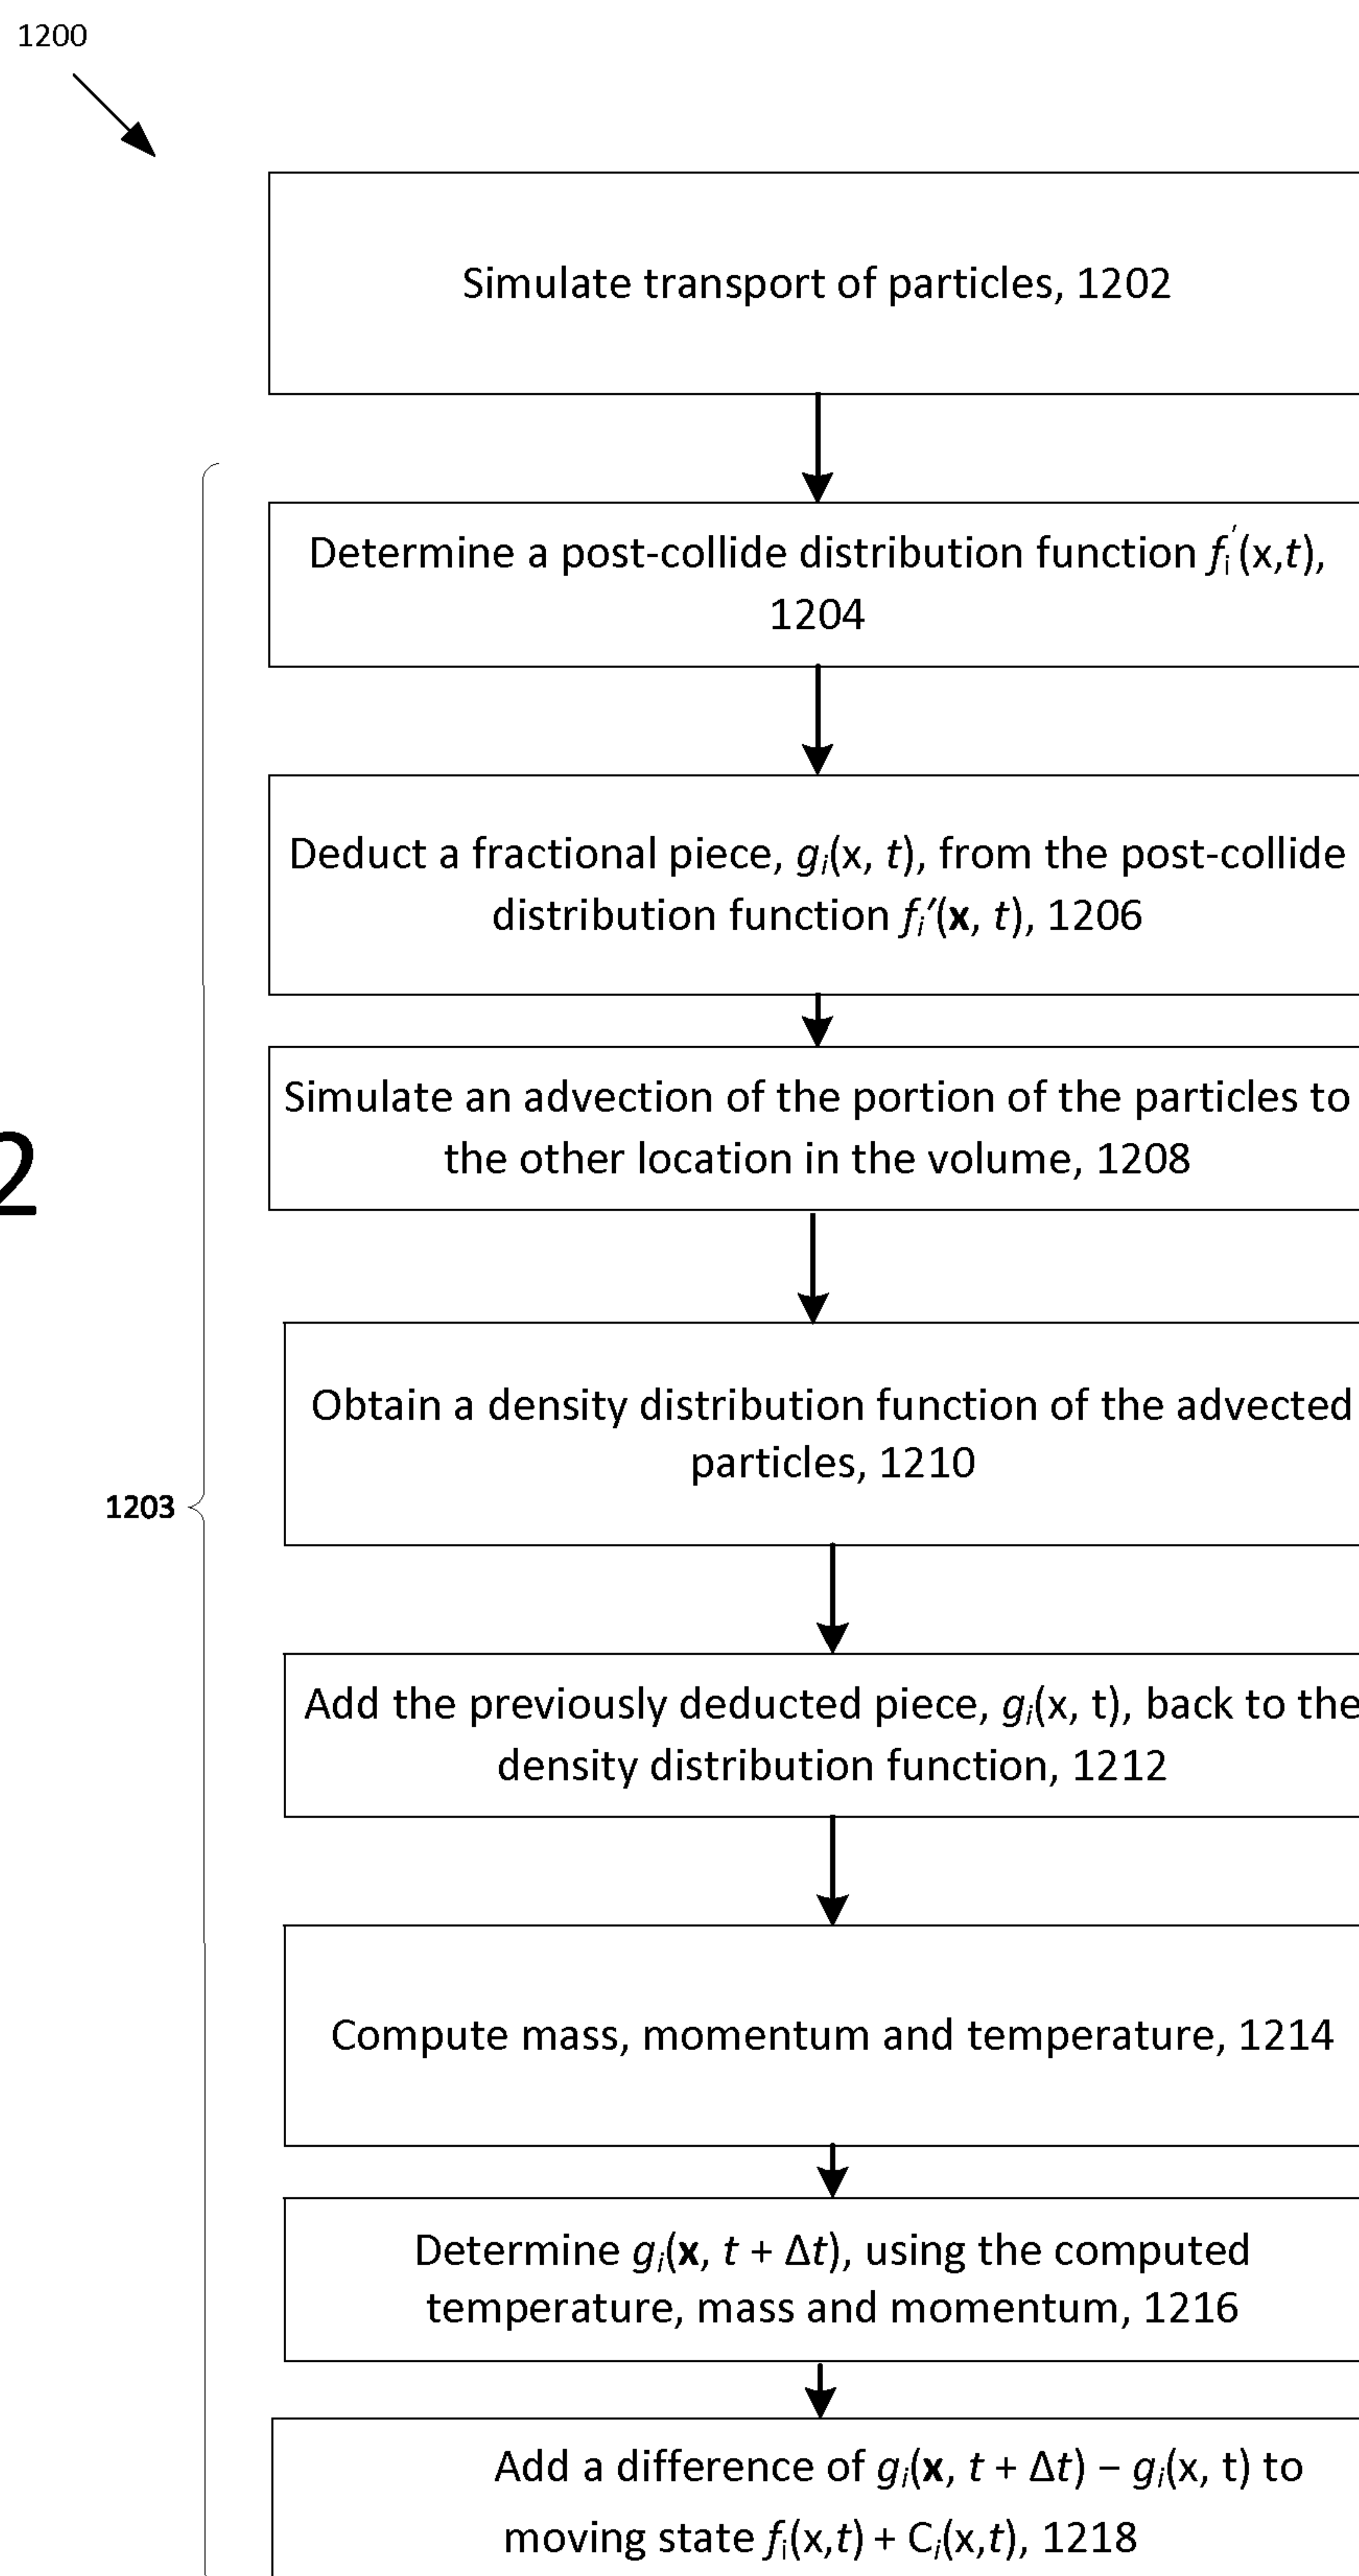 1200
Simulate transport of particles, 1202
Determine a post-collide distribution function fᵢ′(x,t),
1204
Deduct a fractional piece, gᵢ(x, t), from the post-collide
distribution function fᵢ′(x, t), 1206
Simulate an advection of the portion of the particles to
the other location in the volume, 1208
2
Obtain a density distribution function of the advected
particles, 1210
1203
Add the previously deducted piece, gᵢ(x, t), back to the
density distribution function, 1212
Compute mass, momentum and temperature, 1214
Determine gᵢ(x, t + Δt), using the computed
temperature, mass and momentum, 1216
Add a difference of gᵢ(x, t + Δt) − gᵢ(x, t) to
moving state fᵢ(x,t) + Cᵢ(x,t), 1218